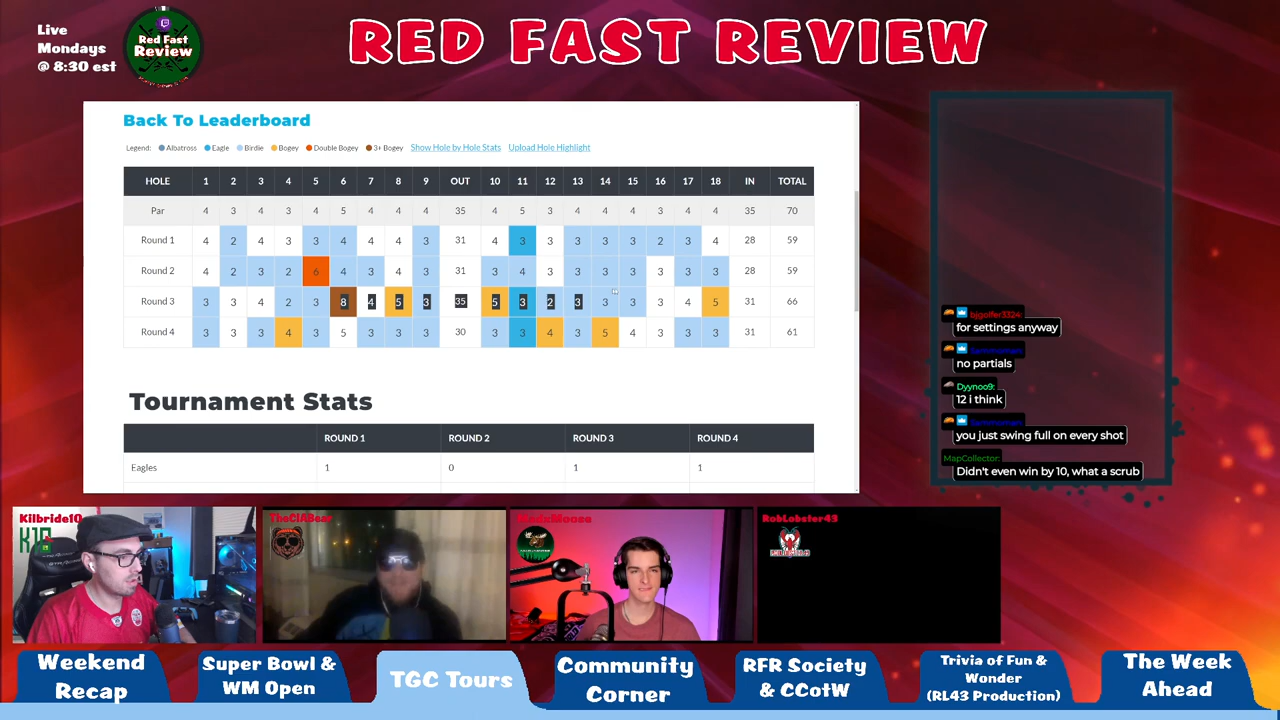 Live
Mondays
@ 8:30 est
Red Fast
Review
RED FAST REVIEW
Back To Leaderboard
Legend: Albatross Eagle Birdie Bogey Double Bogey 3+ Bogey Show Hole by Hole Stats Upload Hole Highlight
HOLE 1 2 3 4 5 6 7 8 9 OUT 10 11 12 13 14 15 16 17 18 IN TOTAL
Par 4 3 4 3 4 5 4 4 4 35 4 5 3 4 4 4 3 4 4 35 70
Round 1 4 2 4 3 3 4 4 4 3 31 4 3 3 3 3 3 2 3 4 28 59
Round 2 4 2 3 2 6 4 3 4 3 31 3 4 3 3 3 3 3 3 3 28 59
Round 3 3 3 4 2 3 8 4 5 3 35 5 3 2 3 3 3 3 4 5 31 66
Round 4 3 3 3 4 3 5 3 3 3 30 3 3 4 3 5 4 3 3 3 31 61
Tournament Stats
ROUND 1 ROUND 2 ROUND 3 ROUND 4
Eagles 1 0 1 1
bjgolfer3324:
for settings anyway
no partials
Dyynoo9:
12 i think
you just swing full on every shot
MapCollector:
Didn't even win by 10, what a scrub
Kilbride10
K10
TheCIABear
RobLobster43
Weekend
Recap
Super Bowl &
WM Open
TGC Tours
Community
Corner
RFR Society
& CCotW
Trivia of Fun &
Wonder
(RL43 Production)
The Week
Ahead